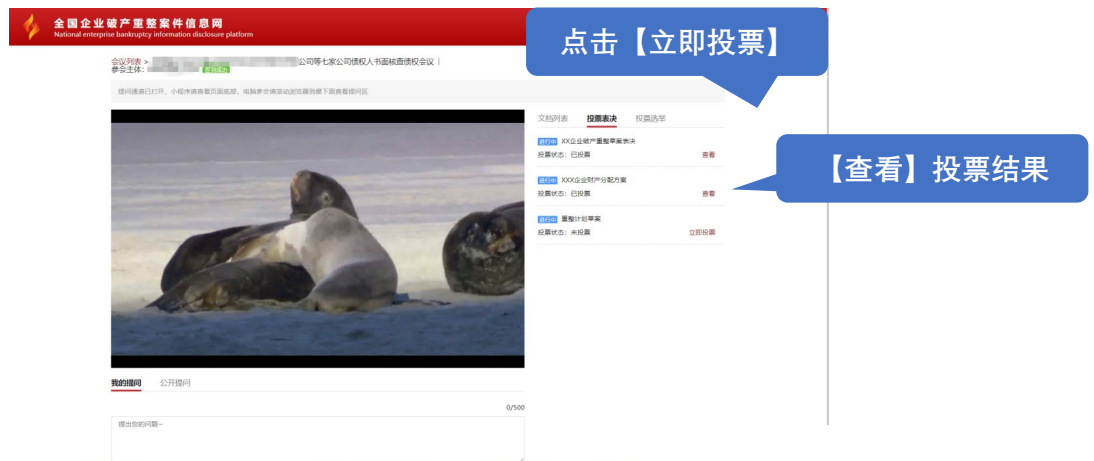 全国企业破产重整案件信息网
National enterprise bankruptcy information disclosure platform
点击【立即投票】
会议列表 > 公司等七家公司债权人书面核查债权会议 |
参会主体：
提问通道已打开，小程序请查看页面底部，电脑参会请滚动浏览器到最下面查看提问区
文档列表 投票表决 投票选举
进行中 XX企业破产重整草案表决
投票状态：已投票 查看
【查看】投票结果
进行中 XXX企业财产分配方案
投票状态：已投票 查看
进行中 重整计划草案
投票状态：未投票 立即投票
我的提问 公开提问
0/500
提出您的问题~